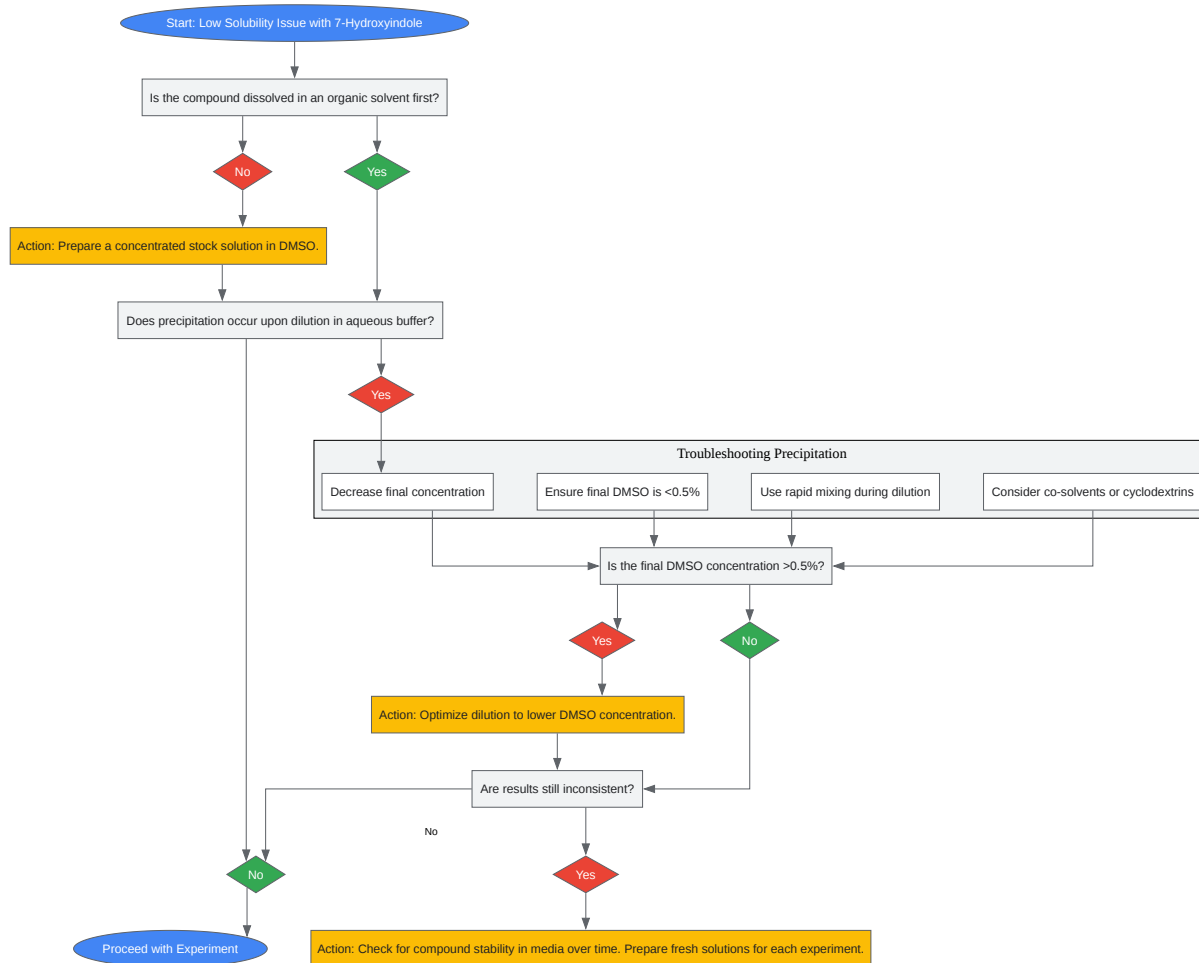 Start: Low Solubility Issue with 7-Hydroxyindole
Is the compound dissolved in an organic solvent first?
No
Yes
Action: Prepare a concentrated stock solution in DMSO.
Does precipitation occur upon dilution in aqueous buffer?
Yes
Troubleshooting Precipitation
Decrease final concentration
Ensure final DMSO is <0.5%
Use rapid mixing during dilution
Consider co-solvents or cyclodextrins
Is the final DMSO concentration >0.5%?
Yes
No
Action: Optimize dilution to lower DMSO concentration.
Are results still inconsistent?
No
No
Yes
Proceed with Experiment
Action: Check for compound stability in media over time. Prepare fresh solutions for each experiment.